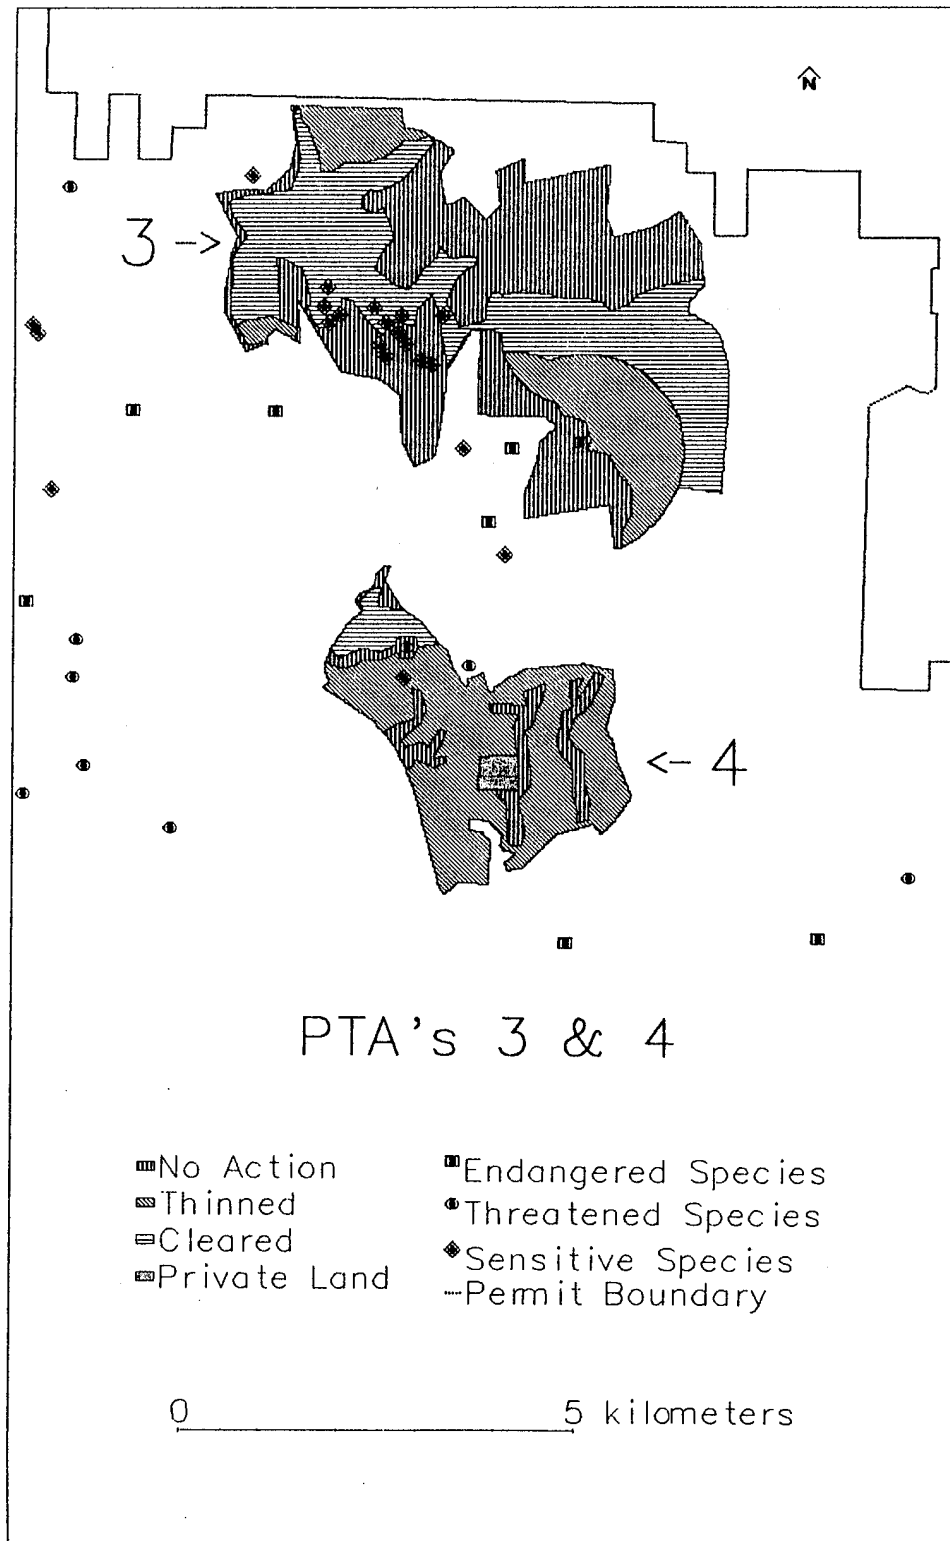 N
3 ->
<- 4
PTA's 3 & 4
No Action
Thinned
Cleared
Private Land
Endangered Species
Threatened Species
Sensitive Species
Permit Boundary
0 5 kilometers